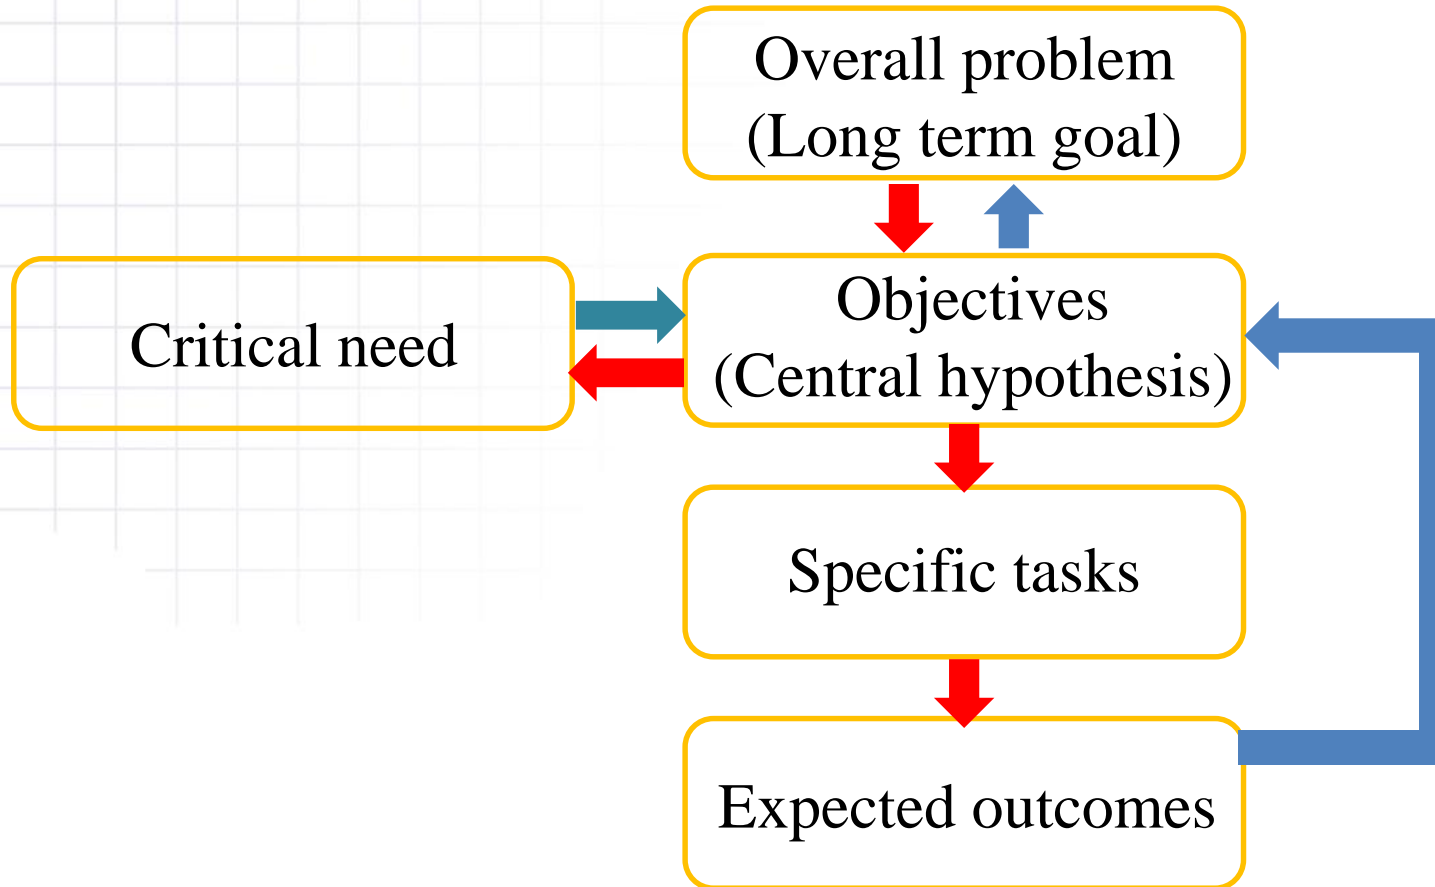 Overall problem
(Long term goal)
Critical need
Objectives
(Central hypothesis)
Specific tasks
Expected outcomes